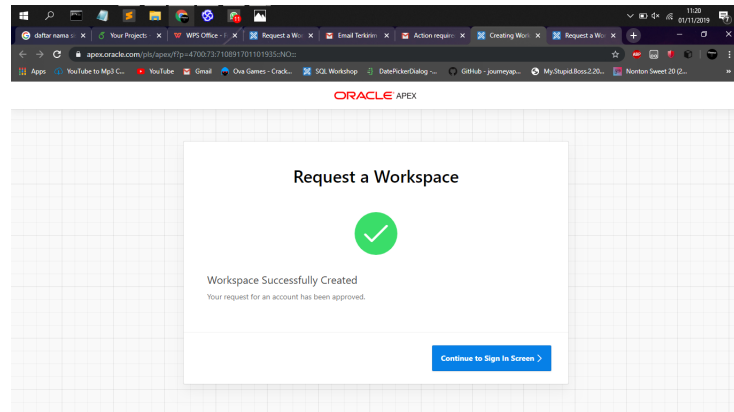 11:20
01/11/2019
daftar nama s
Your Projects
WPS Office -
Request a Wo
Email Terkirim
Action require
Creating Work
Request a Wo
apex.oracle.com/pls/apex/f?p=4700:73:710891701101935::NO:::
Apps
YouTube to Mp3 C...
YouTube
Gmail
Ova Games - Crack...
SQL Workshop
DatePickerDialog -...
GitHub - journeyap...
My.Stupid.Boss.2.20...
Nonton Sweet 20 (2...
»
ORACLE APEX
Request a Workspace
Workspace Successfully Created
Your request for an account has been approved.
Continue to Sign In Screen >